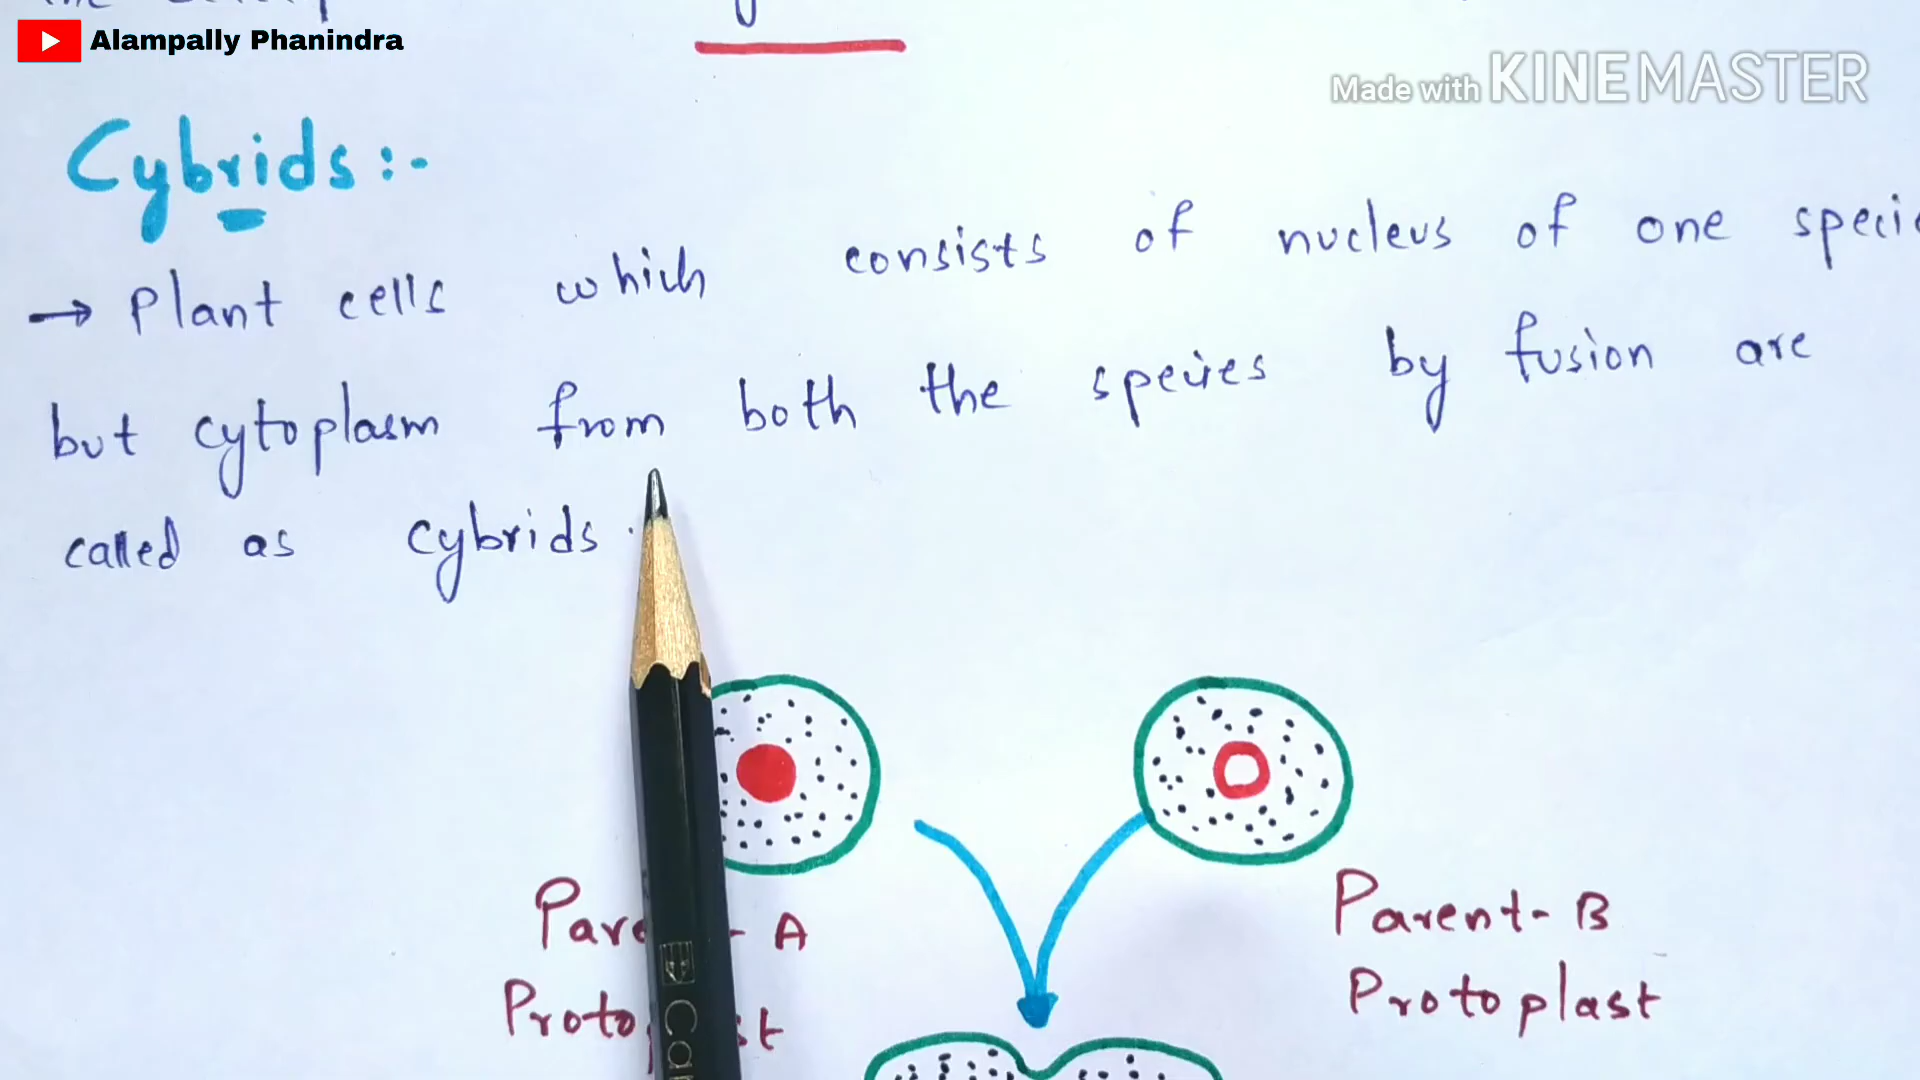 Alampally Phanindra
Made with KINEMASTER
Cybrids:-
→ Plant cells which consists of nucleus of one speci
but cytoplasm from both the species by fusion are
called as cybrids.
Parent-B
Protoplast
A